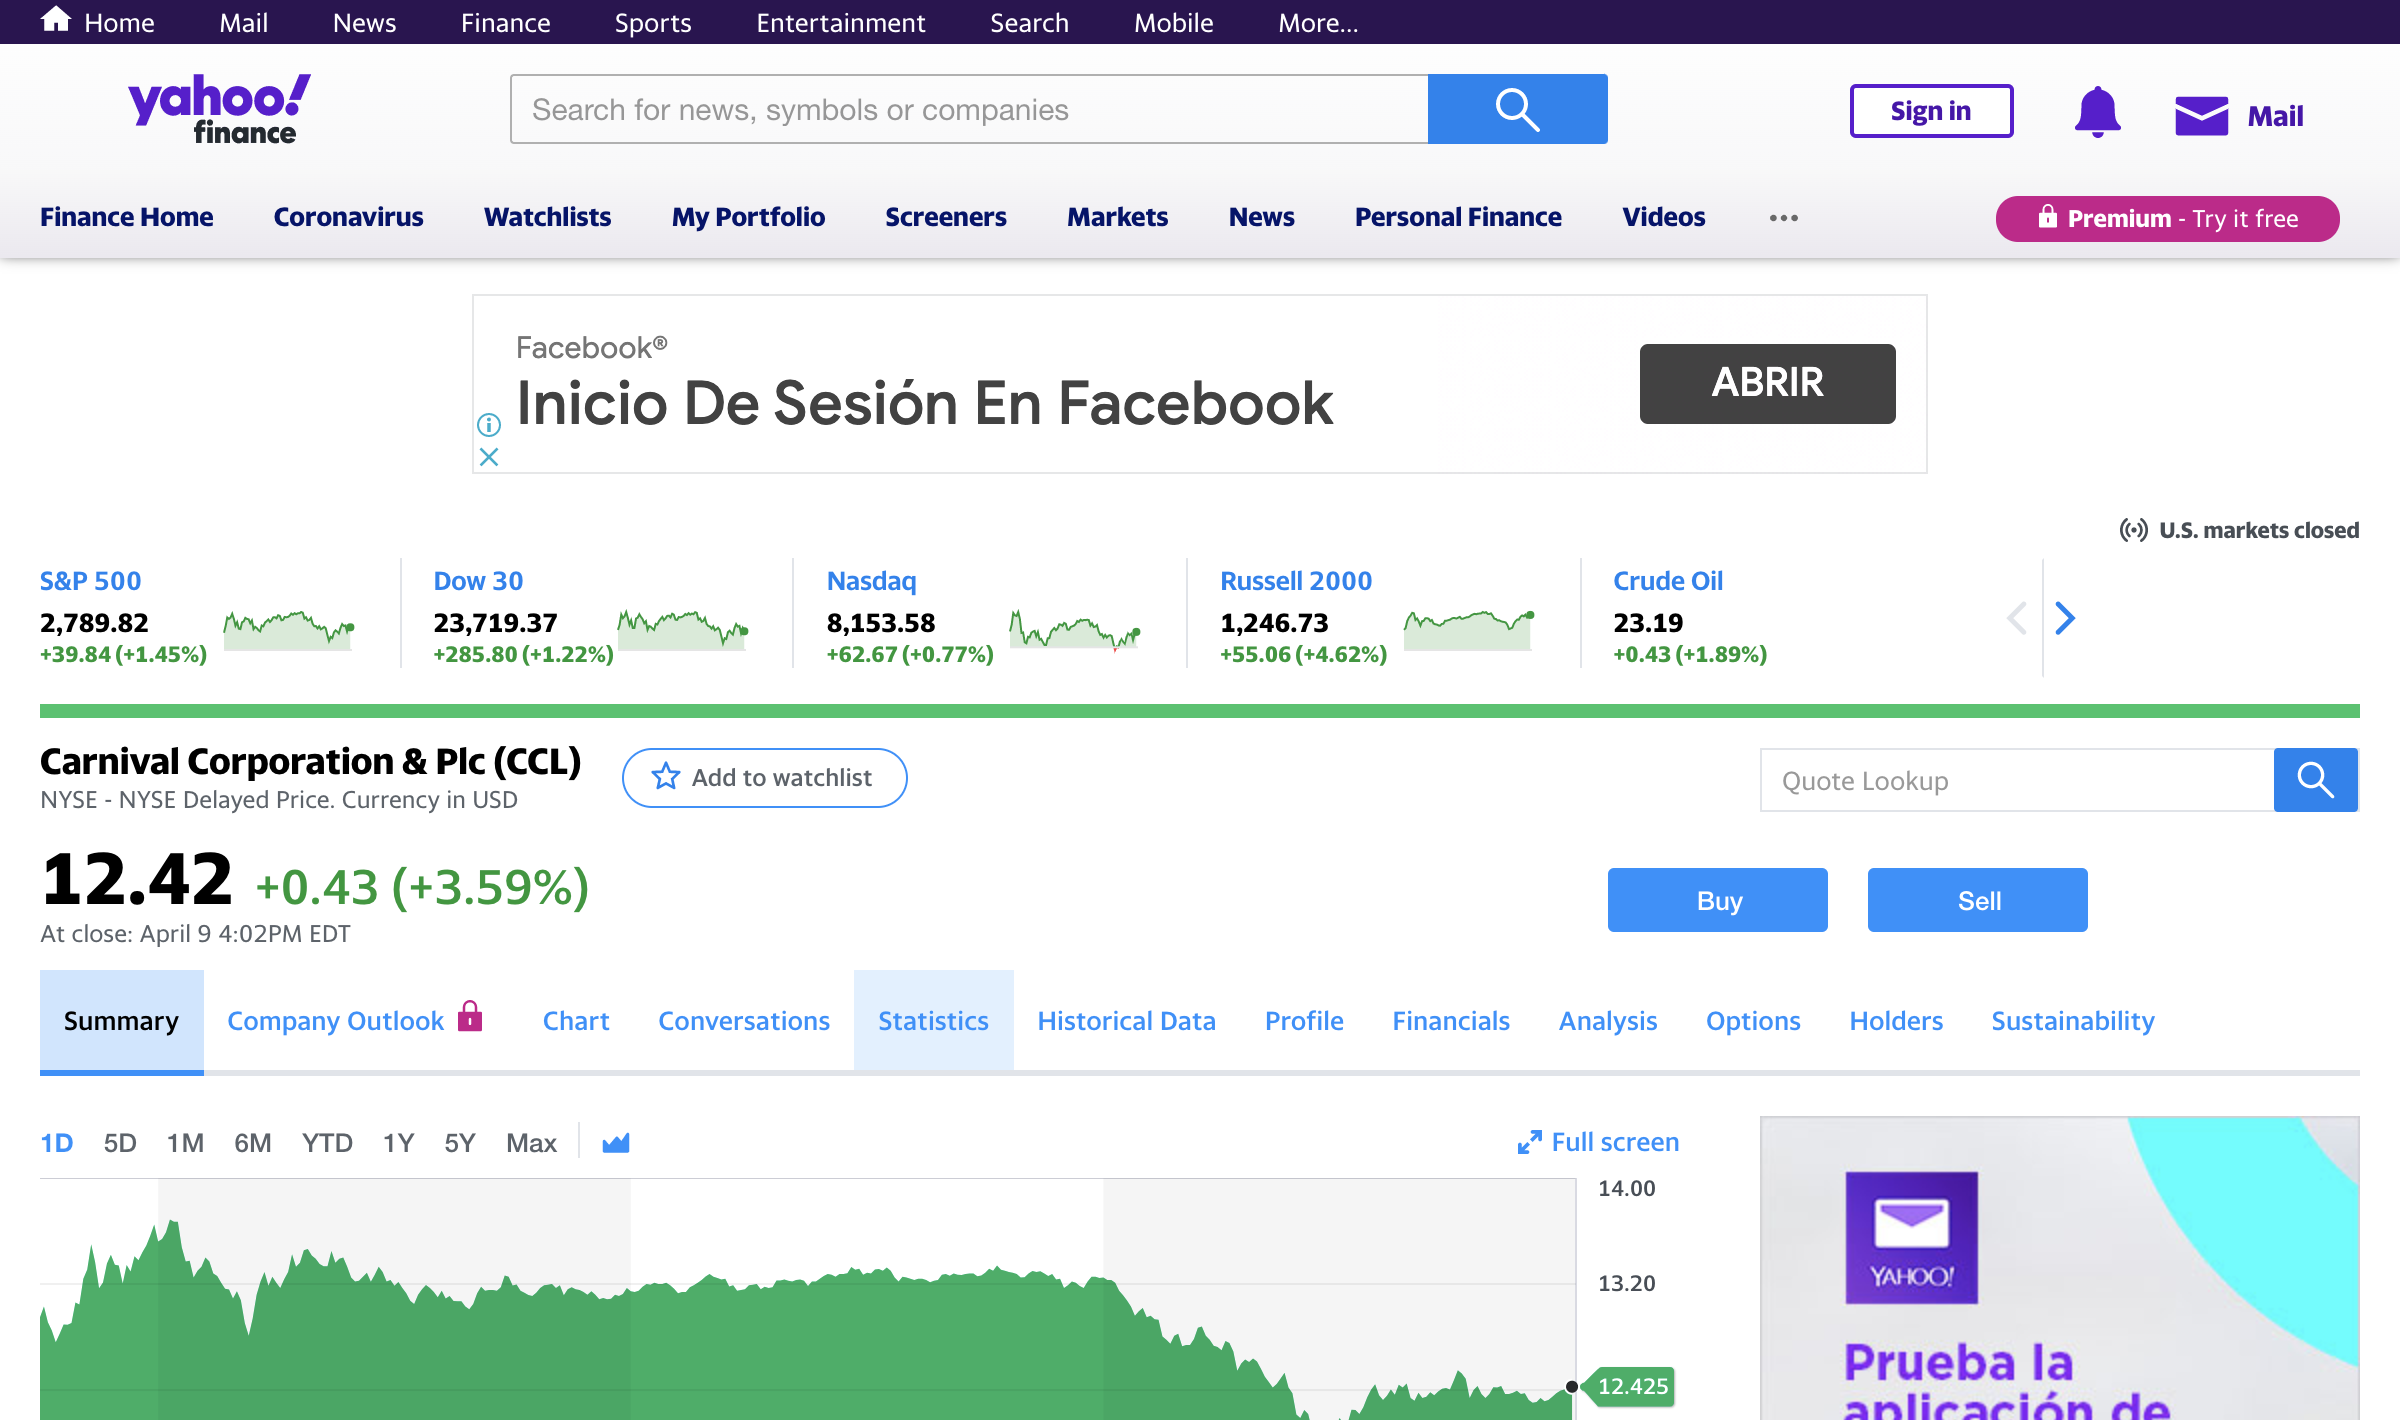 Home Mail News Finance Sports Entertainment Search Mobile More...
yahoo!
finance
Search for news, symbols or companies
Sign in
Mail
Finance Home Coronavirus Watchlists My Portfolio Screeners Markets News Personal Finance Videos •••
Premium - Try it free
Facebook®
Inicio De Sesión En Facebook
ABRIR
U.S. markets closed
S&P 500
2,789.82
+39.84 (+1.45%)
Dow 30
23,719.37
+285.80 (+1.22%)
Nasdaq
8,153.58
+62.67 (+0.77%)
Russell 2000
1,246.73
+55.06 (+4.62%)
Crude Oil
23.19
+0.43 (+1.89%)
Carnival Corporation & Plc (CCL)
NYSE - NYSE Delayed Price. Currency in USD
Add to watchlist
Quote Lookup
12.42 +0.43 (+3.59%)
At close: April 9 4:02PM EDT
Buy
Sell
Summary Company Outlook Chart Conversations Statistics Historical Data Profile Financials Analysis Options Holders Sustainability
1D 5D 1M 6M YTD 1Y 5Y Max
Full screen
14.00
13.20
12.425
YAHOO!
Prueba la
aplicación de